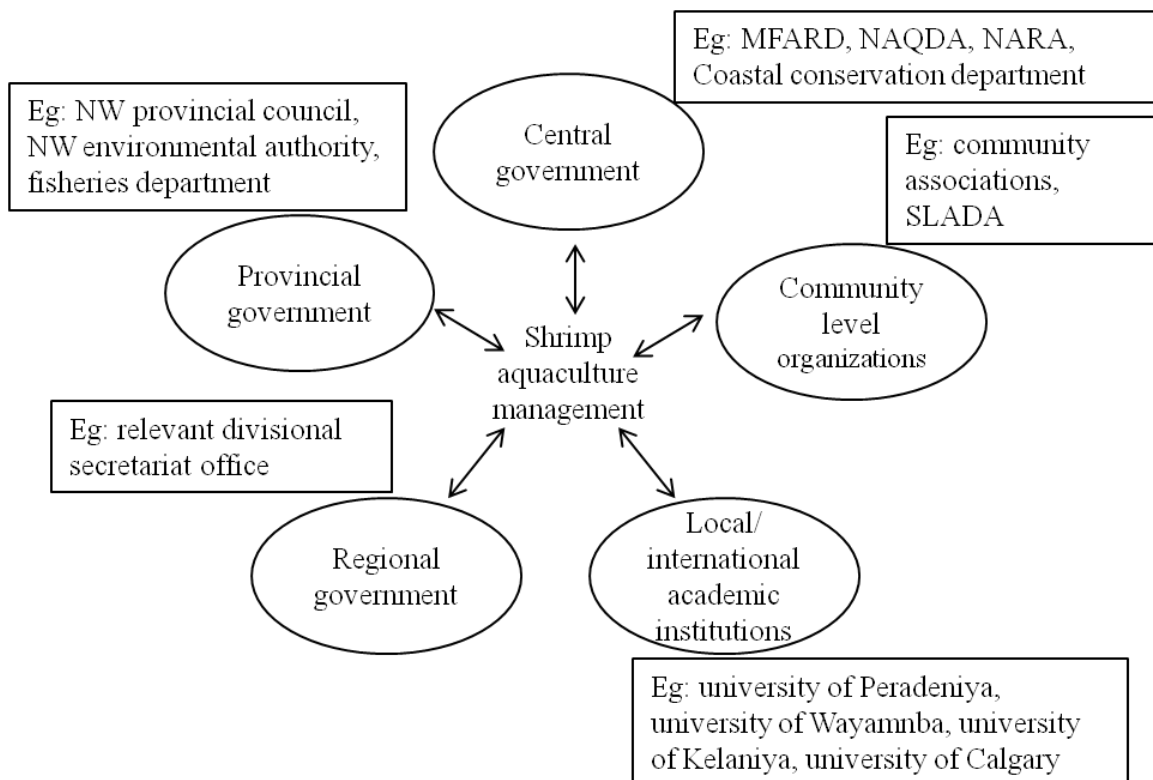 Eg: MFARD, NAQDA, NARA,
Coastal conservation department
Central
government
Eg: NW provincial council,
NW environmental authority,
fisheries department
Provincial
government
Eg: community
associations,
SLADA
Community
level
organizations
Shrimp
aquaculture
management
Eg: relevant divisional
secretariat office
Regional
government
Local/
international
academic
institutions
Eg: university of Peradeniya,
university of Wayamnba, university
of Kelaniya, university of Calgary